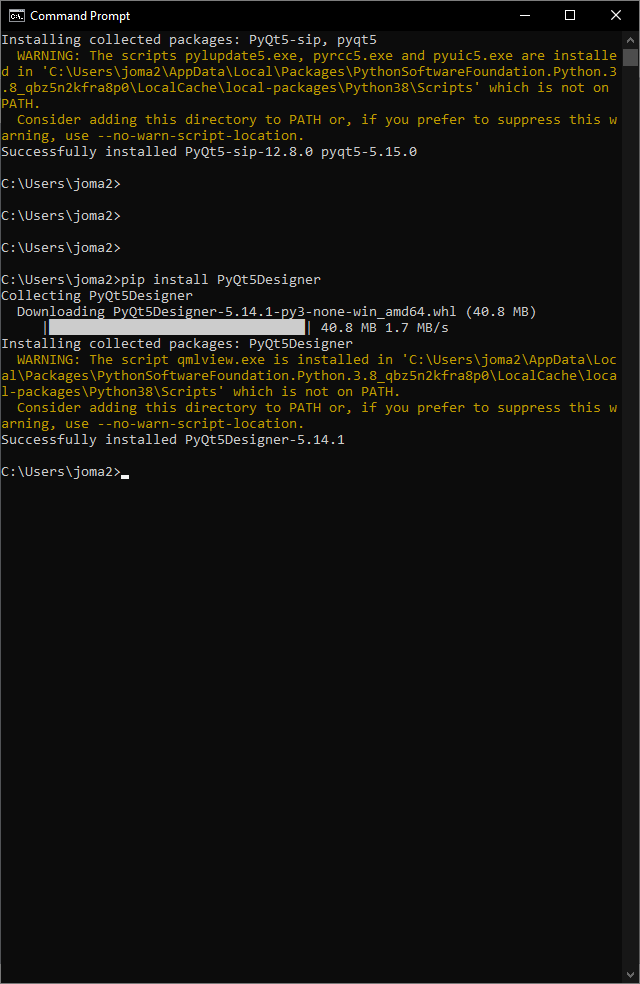 Command Prompt
Installing collected packages: PyQt5-sip, pyqt5
  WARNING: The scripts pylupdate5.exe, pyrcc5.exe and pyuic5.exe are installe
d in 'C:\Users\joma2\AppData\Local\Packages\PythonSoftwareFoundation.Python.3
.8_qbz5n2kfra8p0\LocalCache\local-packages\Python38\Scripts' which is not on
PATH.
  Consider adding this directory to PATH or, if you prefer to suppress this w
arning, use --no-warn-script-location.
Successfully installed PyQt5-sip-12.8.0 pyqt5-5.15.0
C:\Users\joma2>
C:\Users\joma2>
C:\Users\joma2>
C:\Users\joma2>pip install PyQt5Designer
Collecting PyQt5Designer
  Downloading PyQt5Designer-5.14.1-py3-none-win_amd64.whl (40.8 MB)
     |████████████████████████████████| 40.8 MB 1.7 MB/s
Installing collected packages: PyQt5Designer
  WARNING: The script qmlview.exe is installed in 'C:\Users\joma2\AppData\Loc
al\Packages\PythonSoftwareFoundation.Python.3.8_qbz5n2kfra8p0\LocalCache\loca
l-packages\Python38\Scripts' which is not on PATH.
  Consider adding this directory to PATH or, if you prefer to suppress this w
arning, use --no-warn-script-location.
Successfully installed PyQt5Designer-5.14.1
C:\Users\joma2>